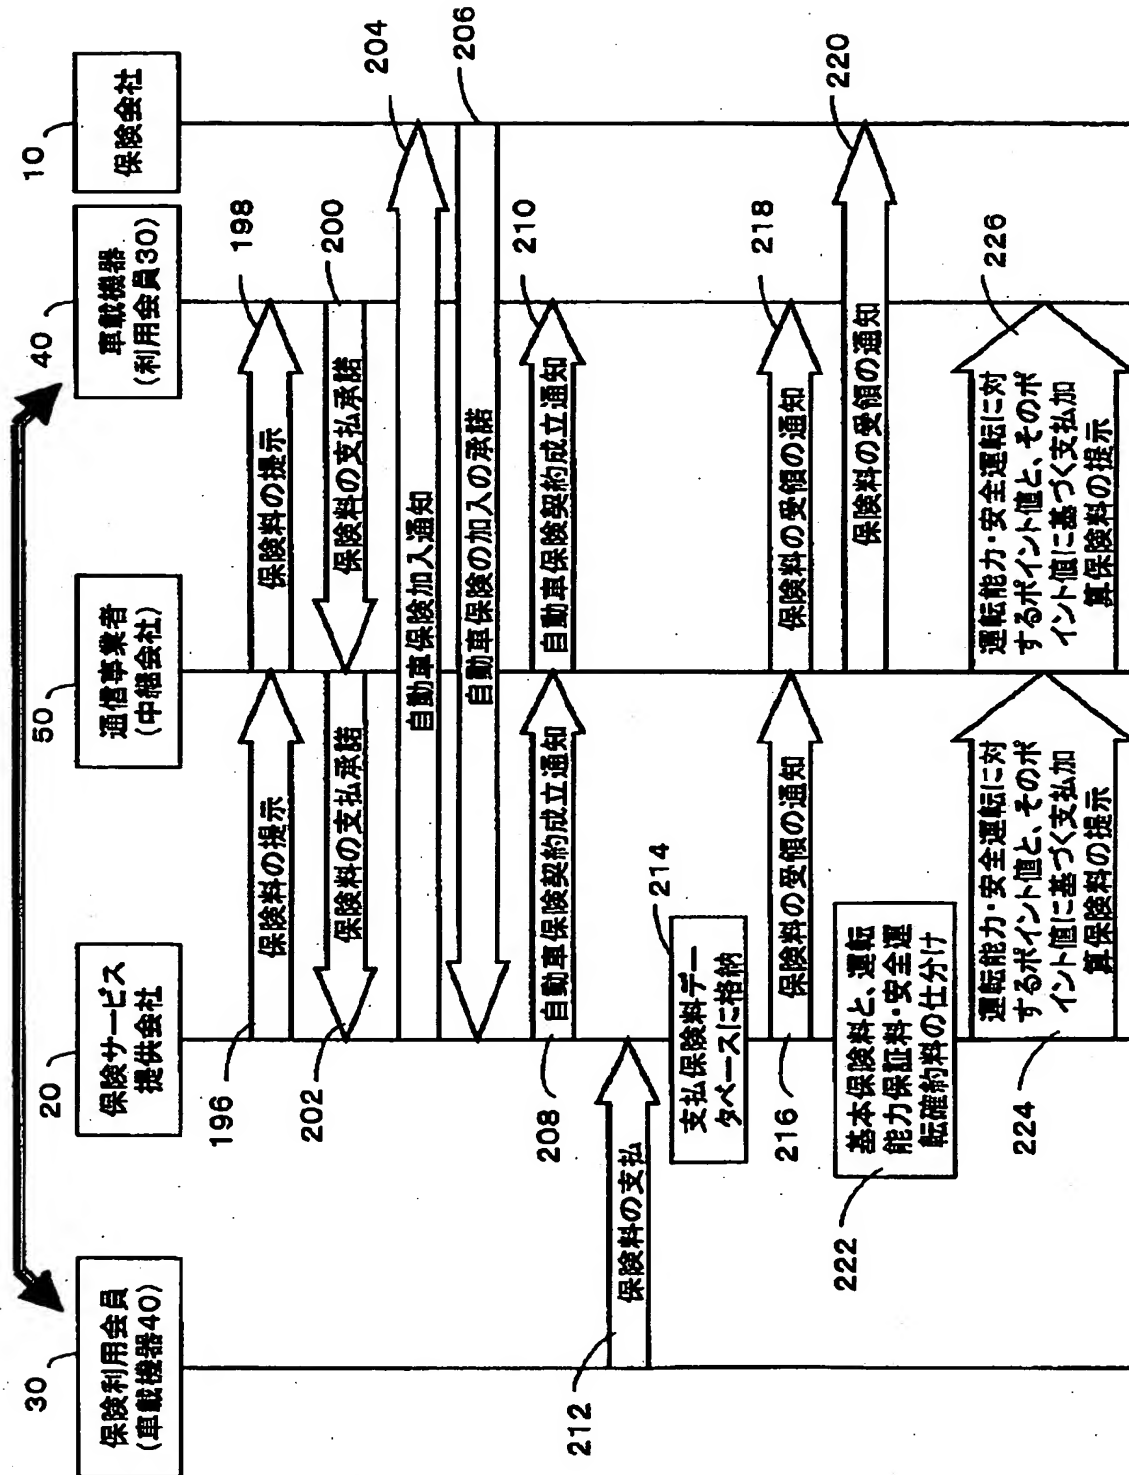 30
保険利用会員
(車載機器40)
20
保険サービス
提供会社
50
通信事業者
(中継会社)
40
車載機器
(利用会員30)
10
保険会社
196
保険料の提示
保険料の提示
198
202
保険料の支払承諾
保険料の支払承諾
200
自動車保険加入通知
204
自動車保険の加入の承諾
206
208
自動車保険契約成立通知
自動車保険契約成立通知
210
212
保険料の支払
支払保険料デー
タベースに格納
214
216
保険料の受領の通知
保険料の受領の通知
218
保険料の受領の通知
220
222
基本保険料と、運転
能力保証料・安全運
転確約料の仕分け
224
運転能力・安全運転に対
するポイント値と、そのポ
イント値に基づく支払加
算保険料の提示
運転能力・安全運転に対
するポイント値と、そのポ
イント値に基づく支払加
算保険料の提示
226